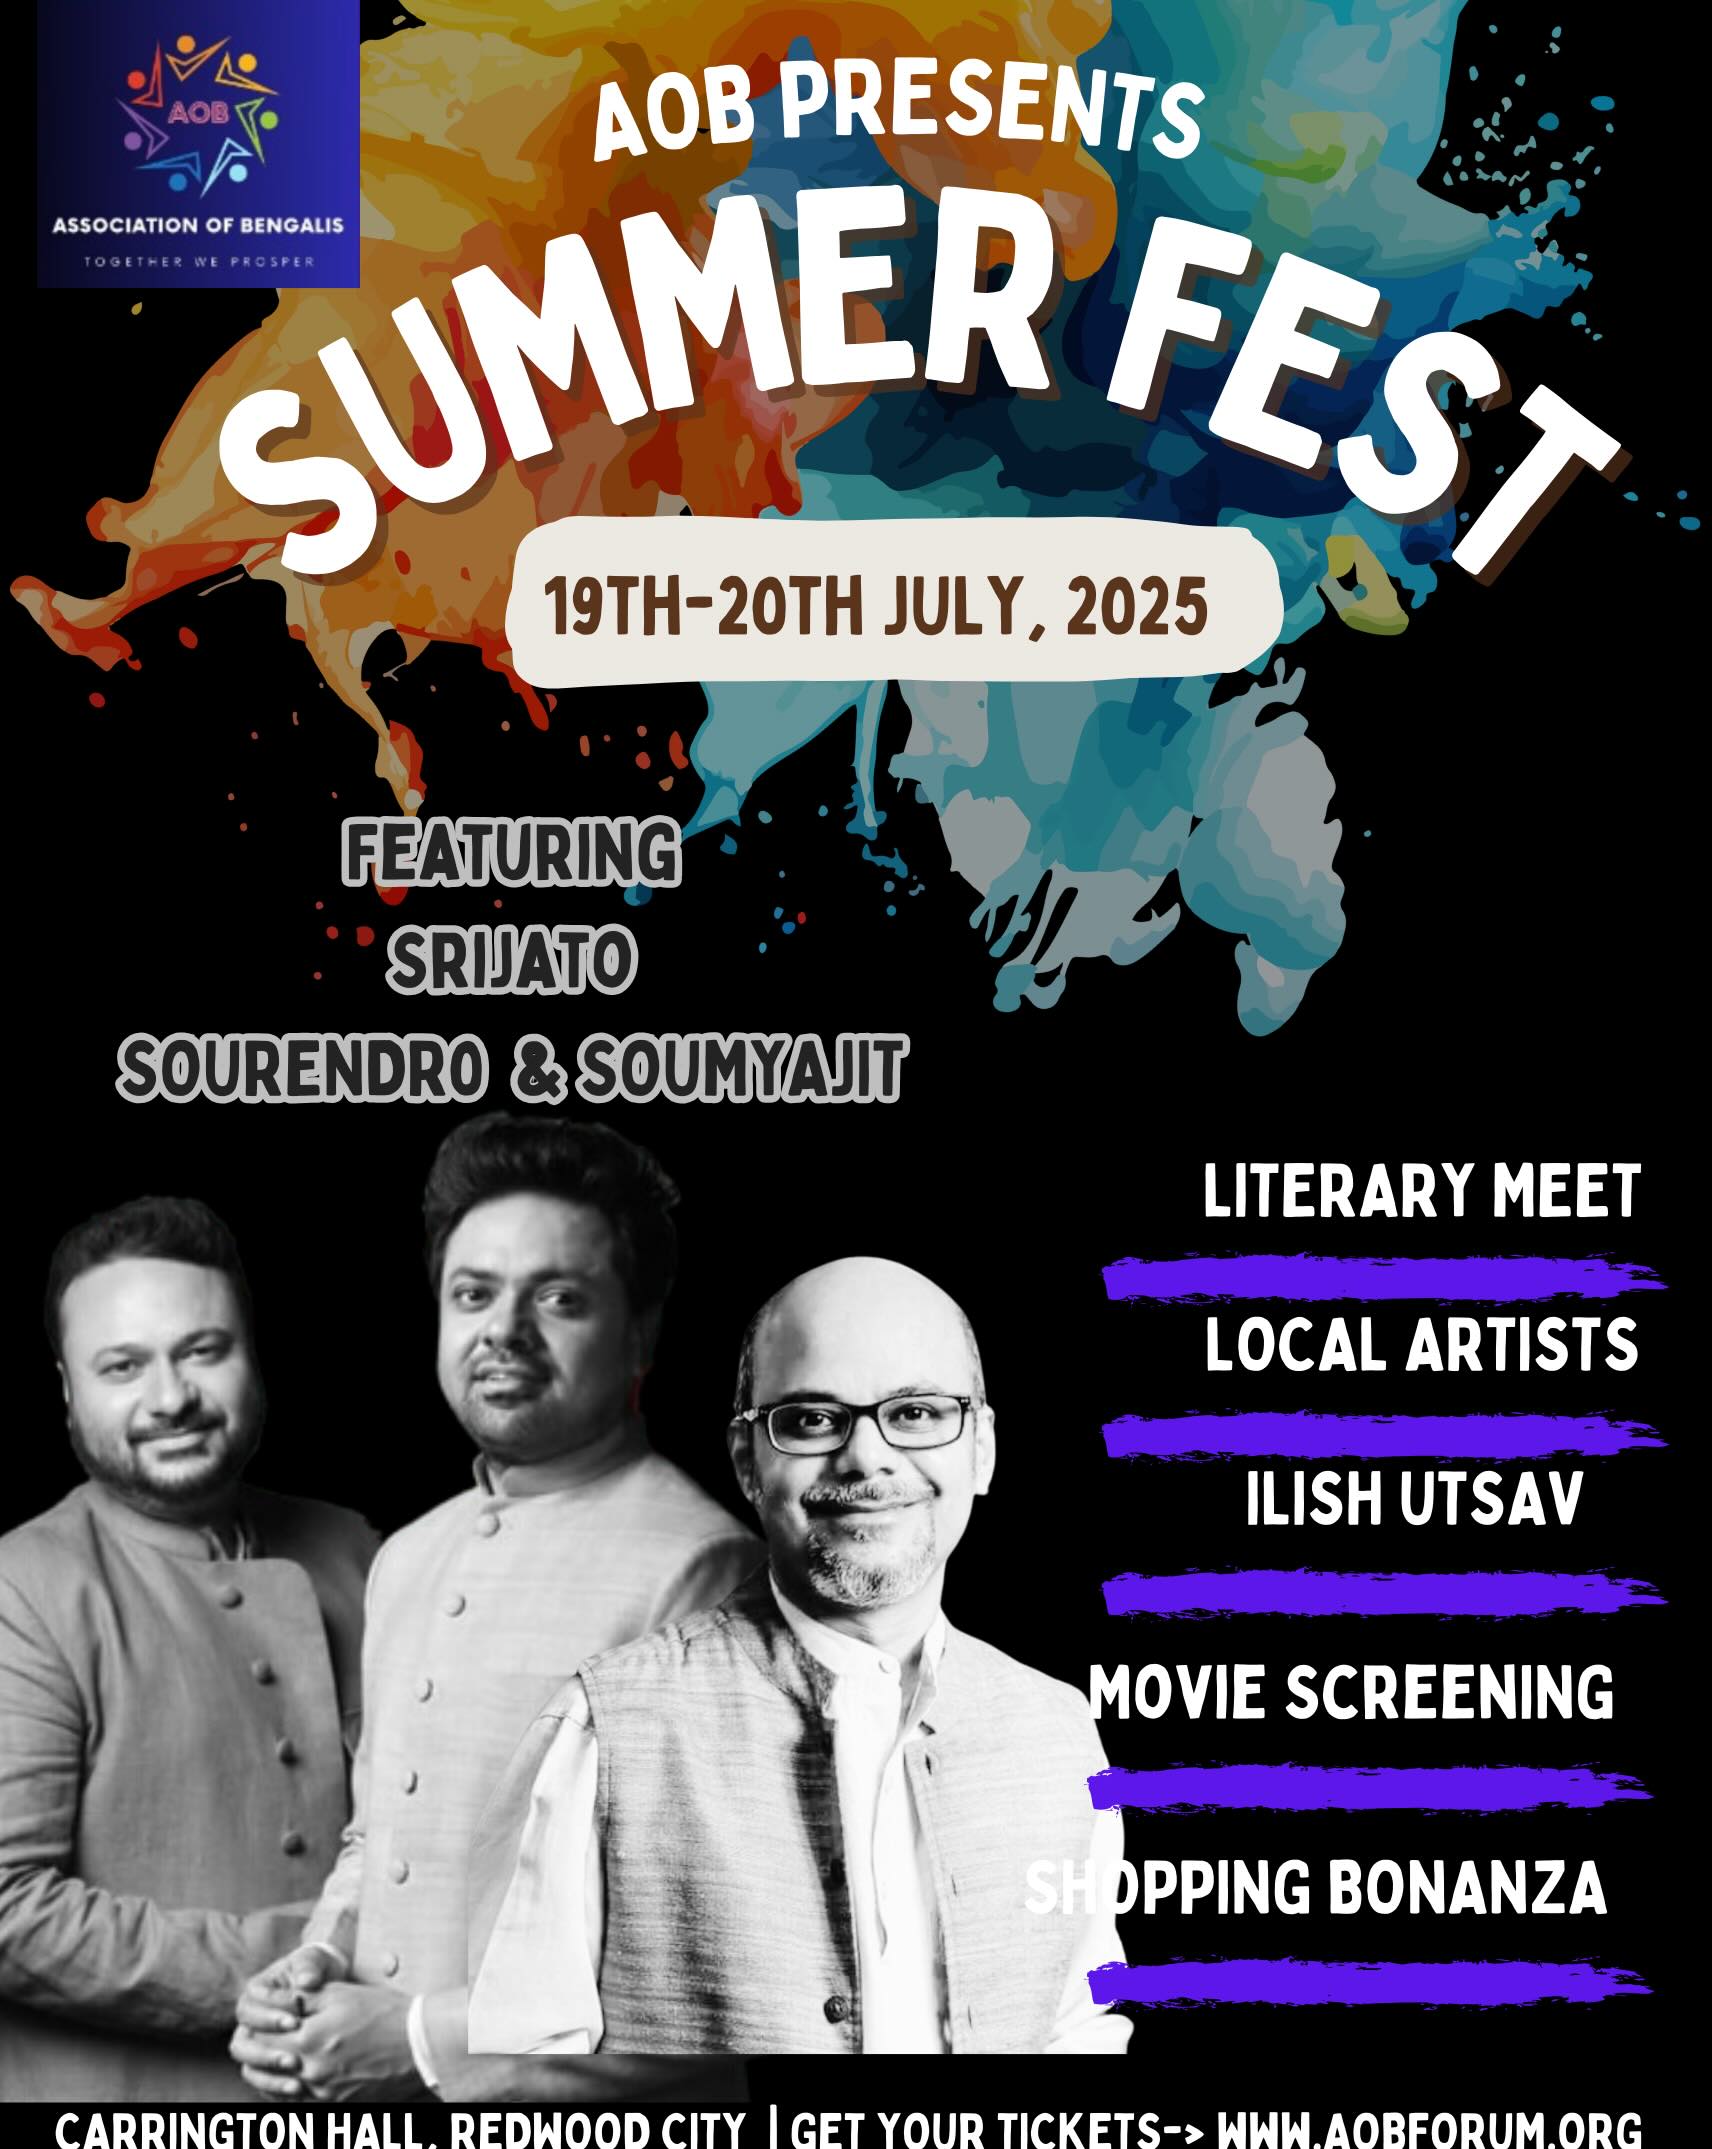 AOB
ASSOCIATION OF BENGALIS
TOGETHER WE PROSPER
AOB PRESENTS
SUMMER FEST
19TH-20TH JULY, 2025
FEATURING
SRIJATO
SOURENDRO & SOUMYAJIT
LITERARY MEET
LOCAL ARTISTS
ILISH UTSAV
MOVIE SCREENING
SHOPPING BONANZA
CARRINGTON HALL, REDWOOD CITY | GET YOUR TICKETS-> WWW.AOBFORUM.ORG